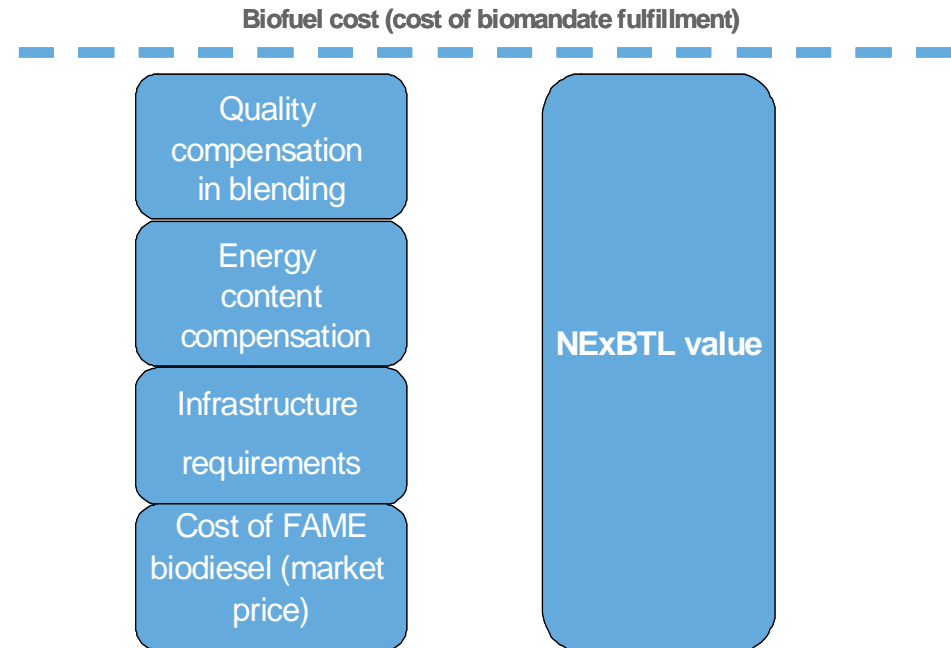 Biofuel cost (cost of biomandate fulfillment)
Quality
compensation
in blending
Energy
content
compensation
Infrastructure
requirements
Cost of FAME
biodiesel (market
price)
NExBTL value